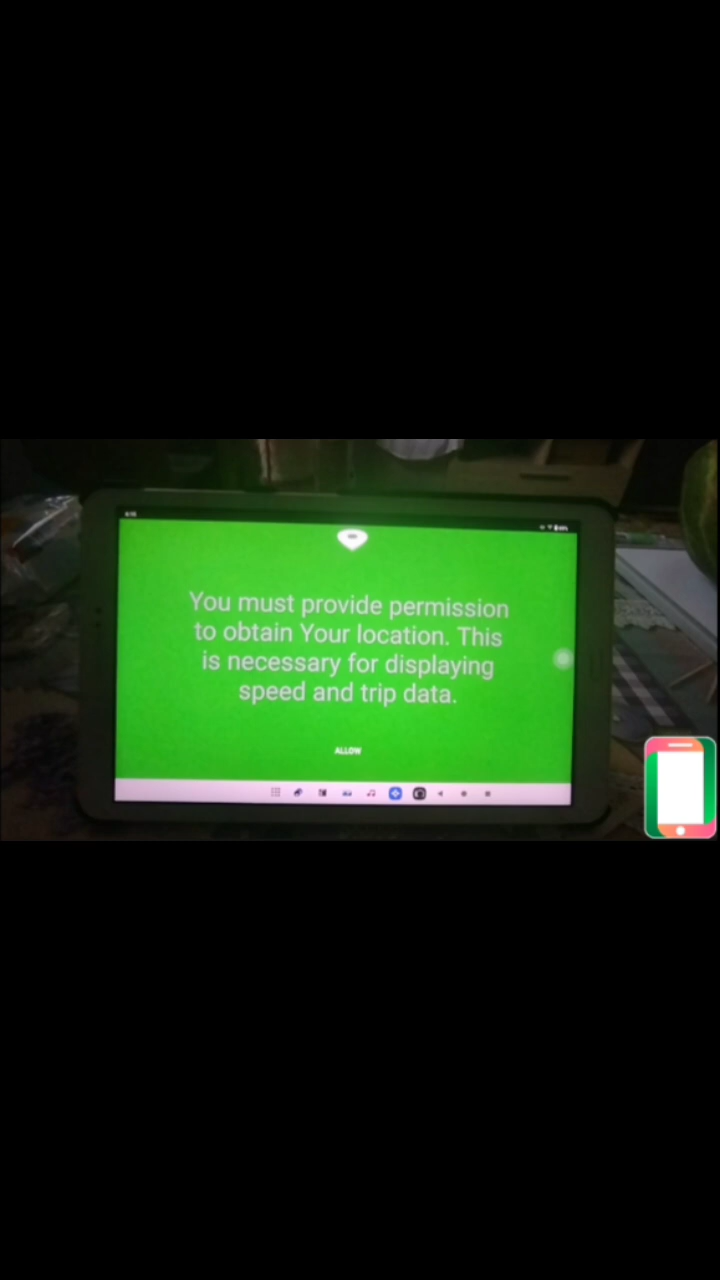 You must provide permission
to obtain Your location. This
is necessary for displaying
speed and trip data.
ALLOW